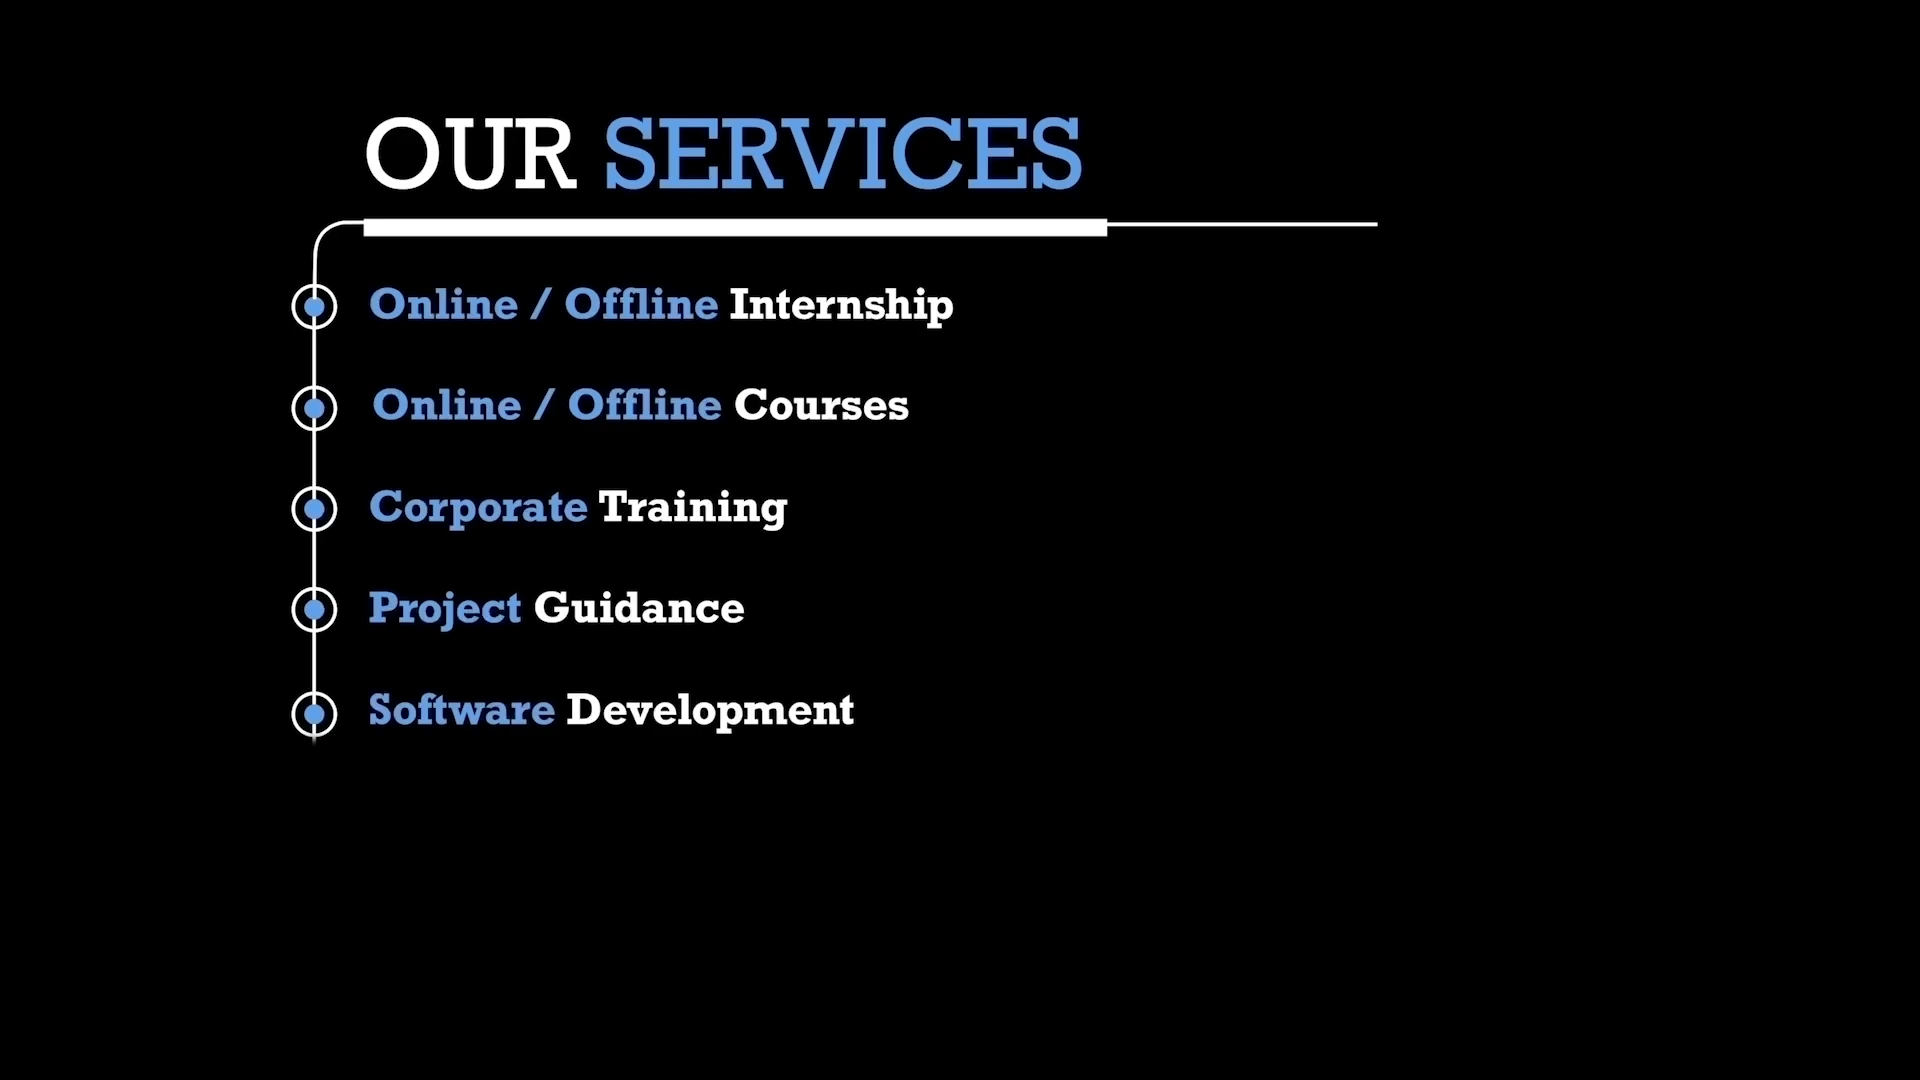 OUR SERVICES
Online / Offline Internship
Online / Offline Courses
Corporate Training
Project Guidance
Software Development